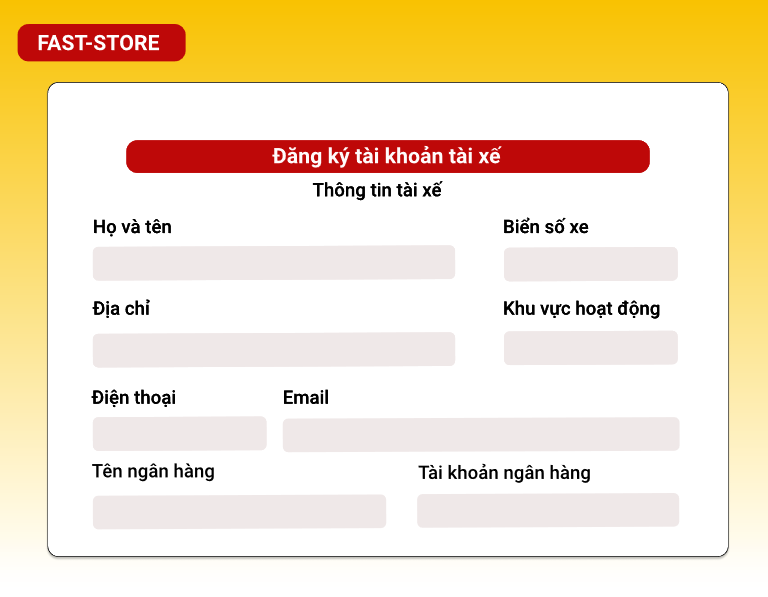 FAST-STORE
Đăng ký tài khoản tài xế
Thông tin tài xế
Họ và tên
Biển số xe
Địa chỉ
Khu vực hoạt động
Điện thoại
Email
Tên ngân hàng
Tài khoản ngân hàng